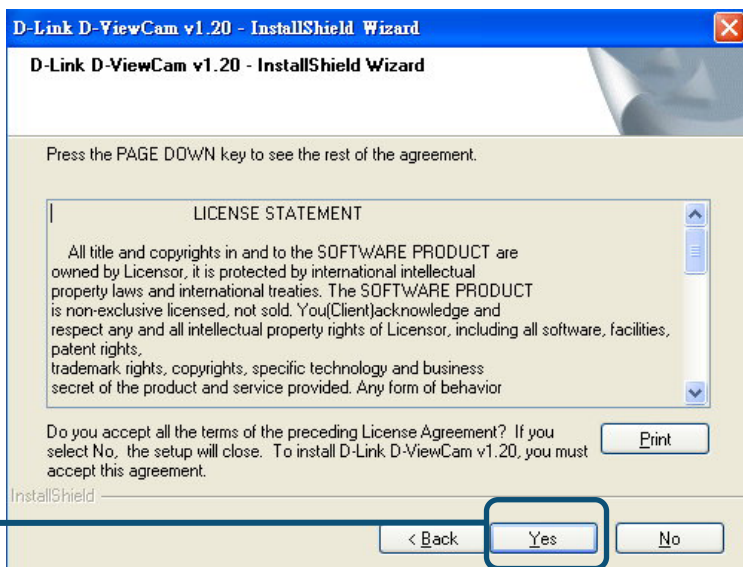 D-Link D-ViewCam v1.20 - InstallShield Wizard
D-Link D-ViewCam v1.20 - InstallShield Wizard
Press the PAGE DOWN key to see the rest of the agreement.
LICENSE STATEMENT
All title and copyrights in and to the SOFTWARE PRODUCT are
owned by Licensor, it is protected by international intellectual
property laws and international treaties. The SOFTWARE PRODUCT
is non-exclusive licensed, not sold. You(Client)acknowledge and
respect any and all intellectual property rights of Licensor, including all software, facilities,
patent rights,
trademark rights, copyrights, specific technology and business
secret of the product and service provided. Any form of behavior
Do you accept all the terms of the preceding License Agreement? If you
select No, the setup will close. To install D-Link D-ViewCam v1.20, you must
accept this agreement.
Print
InstallShield
< Back Yes No